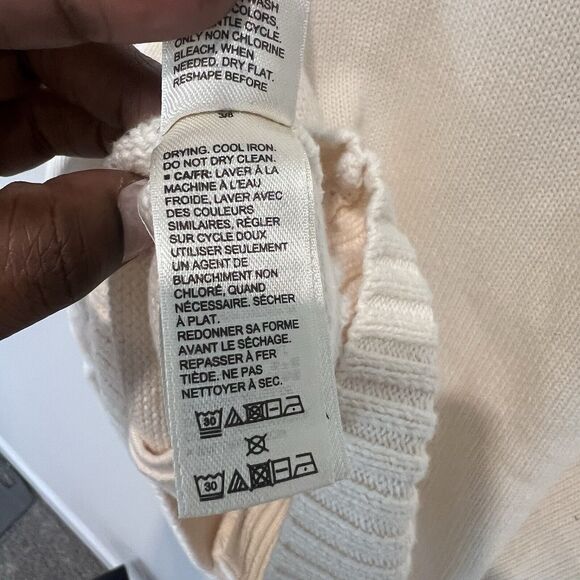 WASH
COLORS,
GENTLE CYCLE.
ONLY NON CHLORINE
BLEACH, WHEN
NEEDED, DRY FLAT.
RESHAPE BEFORE
3/8
DRYING. COOL IRON.
DO NOT DRY CLEAN.
■ CA/FR: LAVER À LA
MACHINE À L'EAU
FROIDE, LAVER AVEC
DES COULEURS
SIMILAIRES, RÉGLER
SUR CYCLE DOUX
UTILISER SEULEMENT
UN AGENT DE
BLANCHIMENT NON
CHLORÉ, QUAND
NÉCESSAIRE. SÉCHER
À PLAT.
REDONNER SA FORME
AVANT LE SÉCHAGE.
REPASSER À FER
TIÈDE. NE PAS
NETTOYER À SEC.
30
30